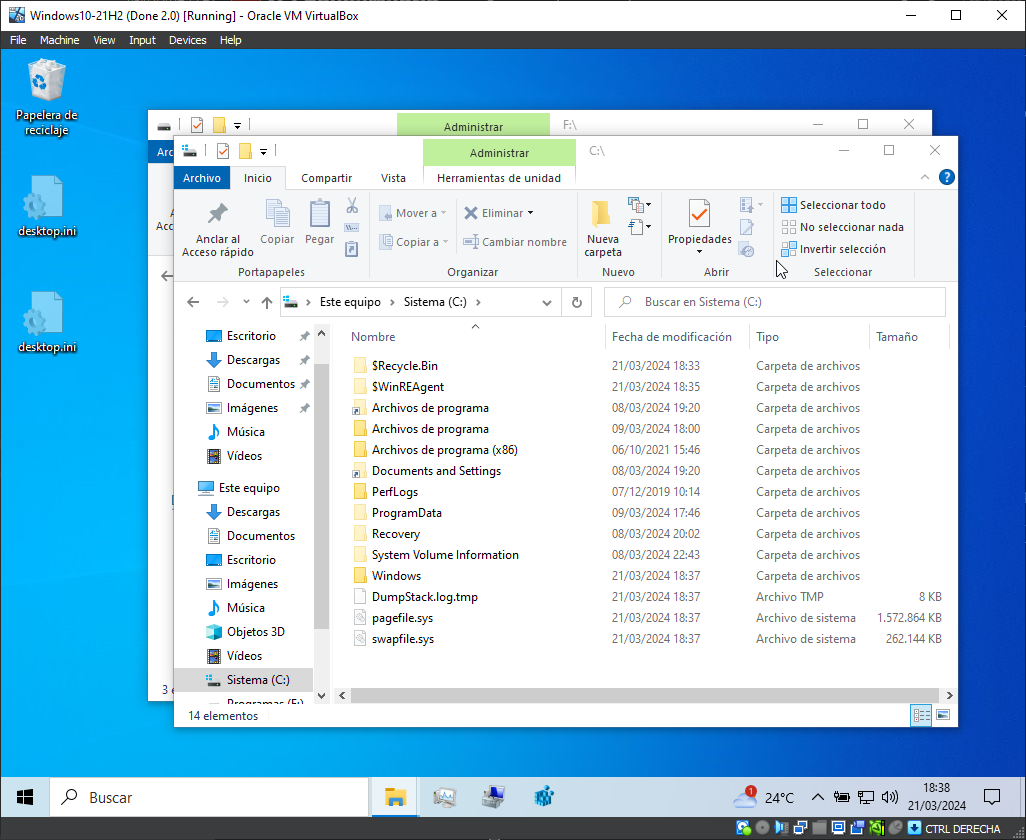 Windows10-21H2 (Done 2.0) [Running] - Oracle VM VirtualBox
File Machine View Input Devices Help
Papelera de
reciclaje
desktop.ini
desktop.ini
Administrar F:\
Administrar C:\
Archivo Inicio Compartir Vista Herramientas de unidad
Anclar al
Acceso rápido
Copiar
Pegar
Portapapeles
Mover a
Copiar a
Eliminar
Cambiar nombre
Organizar
Nueva
carpeta
Nuevo
Propiedades
Abrir
Seleccionar todo
No seleccionar nada
Invertir selección
Seleccionar
Este equipo Sistema (C:)
Buscar en Sistema (C:)
Escritorio
Descargas
Documentos
Imágenes
Música
Vídeos
Este equipo
Descargas
Documentos
Escritorio
Imágenes
Música
Objetos 3D
Vídeos
Sistema (C:)
Programas (F:)
Nombre Fecha de modificación Tipo Tamaño
$Recycle.Bin 21/03/2024 18:33 Carpeta de archivos
$WinREAgent 21/03/2024 18:35 Carpeta de archivos
Archivos de programa 08/03/2024 19:20 Carpeta de archivos
Archivos de programa 09/03/2024 18:00 Carpeta de archivos
Archivos de programa (x86) 06/10/2021 15:46 Carpeta de archivos
Documents and Settings 08/03/2024 19:20 Carpeta de archivos
PerfLogs 07/12/2019 10:14 Carpeta de archivos
ProgramData 09/03/2024 17:46 Carpeta de archivos
Recovery 08/03/2024 20:02 Carpeta de archivos
System Volume Information 08/03/2024 22:43 Carpeta de archivos
Windows 21/03/2024 18:37 Carpeta de archivos
DumpStack.log.tmp 21/03/2024 18:37 Archivo TMP 8 KB
pagefile.sys 21/03/2024 18:37 Archivo de sistema 1.572.864 KB
swapfile.sys 21/03/2024 18:37 Archivo de sistema 262.144 KB
14 elementos
Buscar
1
24°C
18:38
21/03/2024
CTRL DERECHA